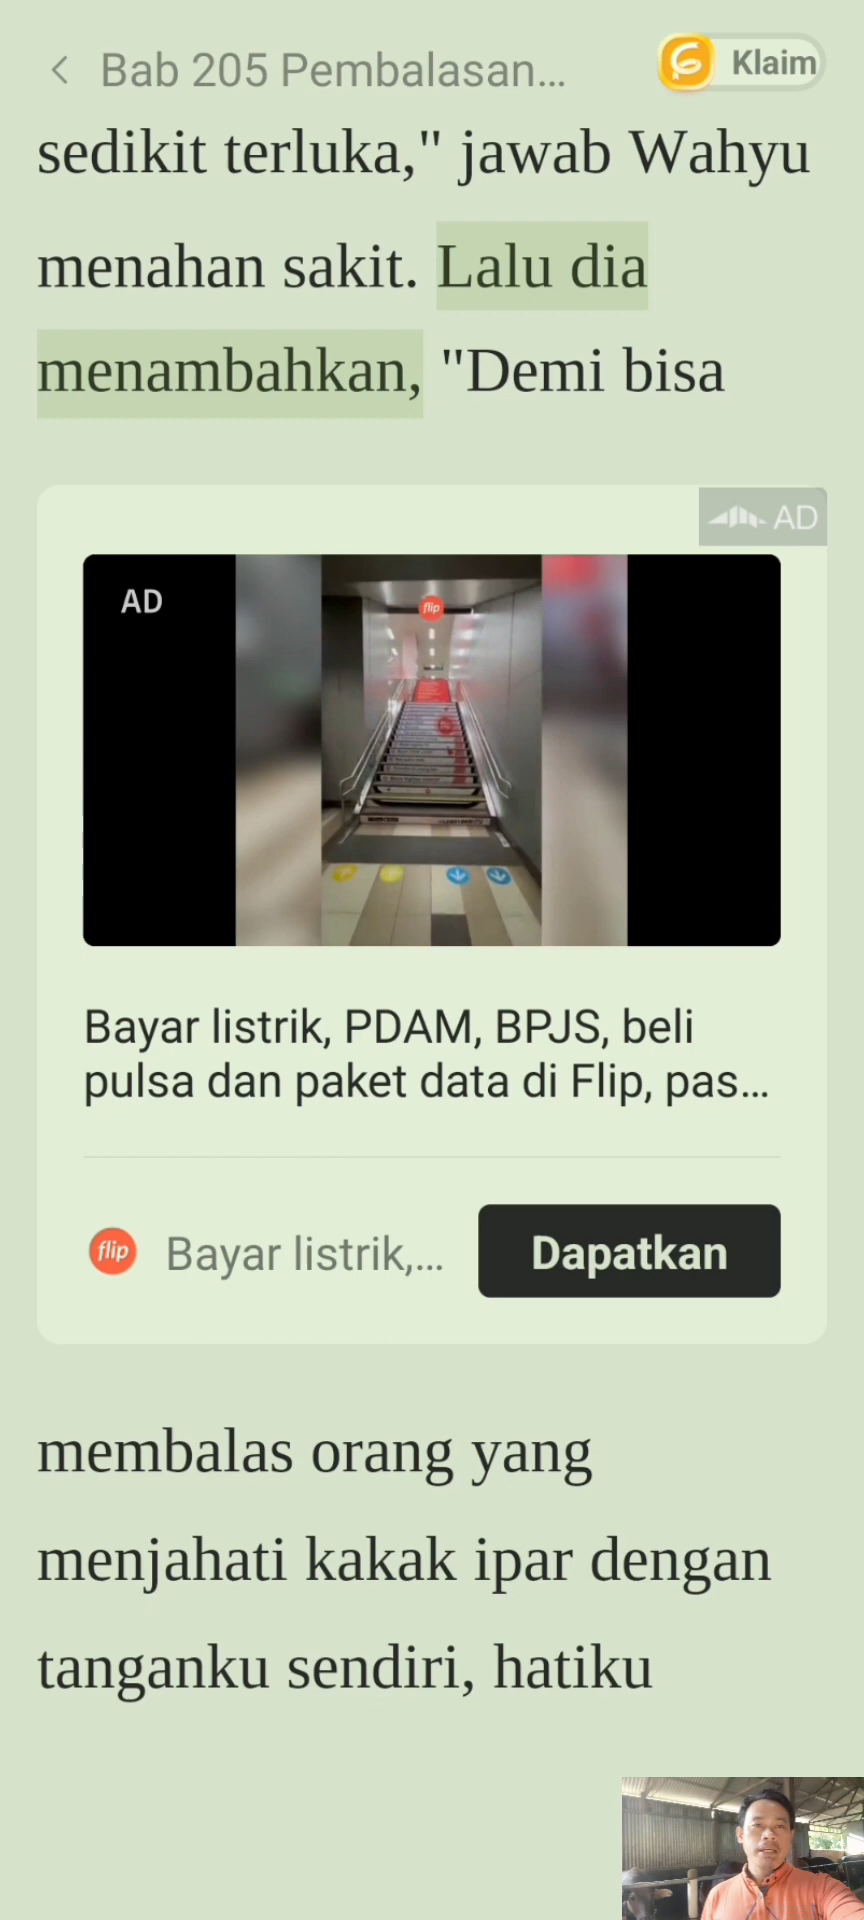 Bab 205 Pembalasan...
Klaim
sedikit terluka," jawab Wahyu
menahan sakit. Lalu dia
menambahkan, "Demi bisa
AD
AD
flip
Bayar listrik, PDAM, BPJS, beli
pulsa dan paket data di Flip, pas...
flip
Bayar listrik,...
Dapatkan
membalas orang yang
menjahati kakak ipar dengan
tanganku sendiri, hatiku